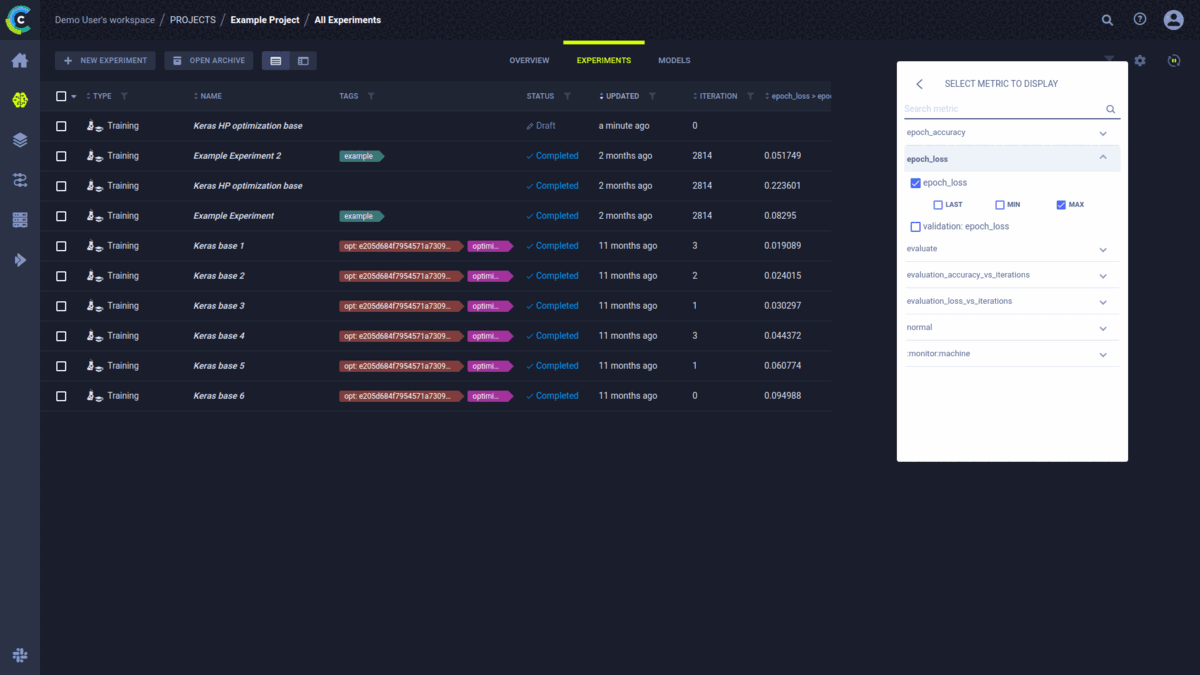 Demo User's workspace / PROJECTS / Example Project / All Experiments
NEW EXPERIMENT OPEN ARCHIVE OVERVIEW EXPERIMENTS MODELS
TYPE NAME TAGS STATUS UPDATED ITERATION epoch_loss > epoc
Training Keras HP optimization base Draft a minute ago 0
Training Example Experiment 2 example Completed 2 months ago 2814 0.051749
Training Keras HP optimization base Completed 2 months ago 2814 0.223601
Training Example Experiment example Completed 2 months ago 2814 0.08295
Training Keras base 1 opt: e205d684f7954571a7309... optimi... Completed 11 months ago 3 0.019089
Training Keras base 2 opt: e205d684f7954571a7309... optimi... Completed 11 months ago 2 0.024015
Training Keras base 3 opt: e205d684f7954571a7309... optimi... Completed 11 months ago 1 0.030297
Training Keras base 4 opt: e205d684f7954571a7309... optimi... Completed 11 months ago 3 0.044372
Training Keras base 5 opt: e205d684f7954571a7309... optimi... Completed 11 months ago 1 0.060774
Training Keras base 6 opt: e205d684f7954571a7309... optimi... Completed 11 months ago 0 0.094988
SELECT METRIC TO DISPLAY
Search metric
epoch_accuracy
epoch_loss
epoch_loss
LAST MIN MAX
validation: epoch_loss
evaluate
evaluation_accuracy_vs_iterations
evaluation_loss_vs_iterations
normal
:monitor:machine